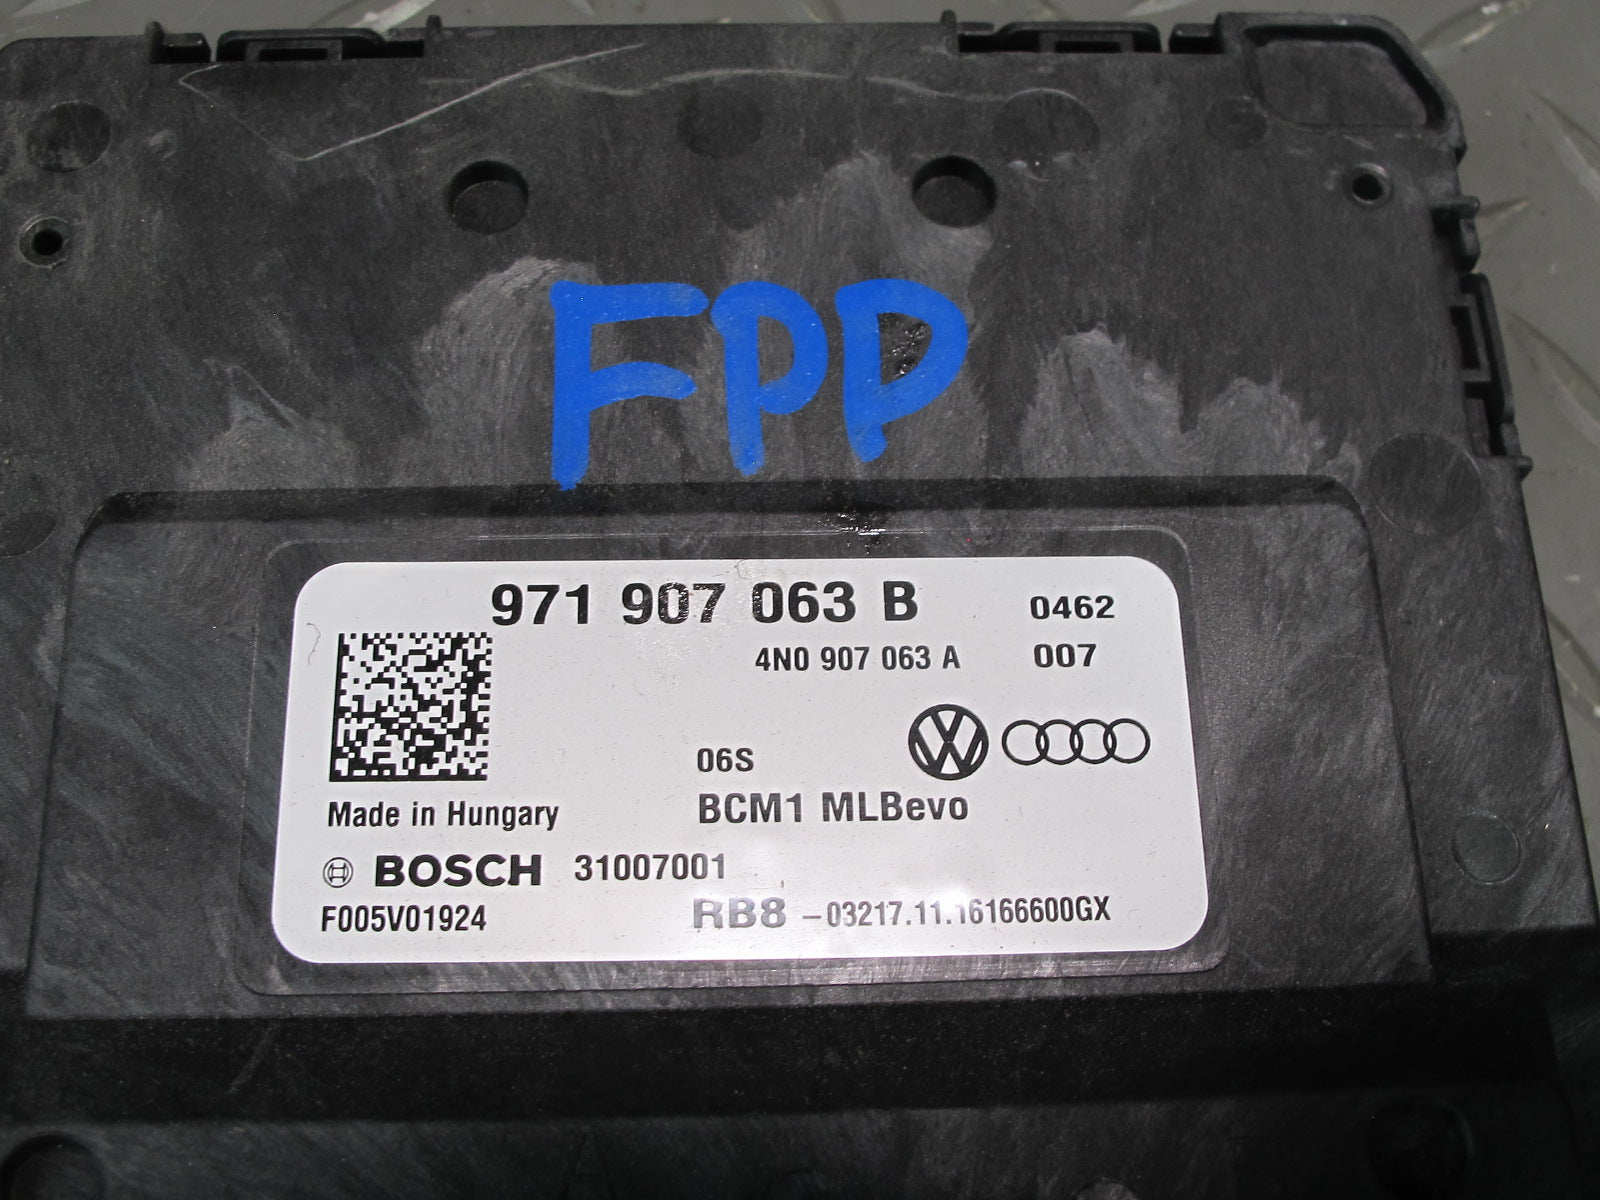 FPP
971 907 063 B 0462
4N0 907 063 A 007
06S
Made in Hungary BCM1 MLBevo
BOSCH 31007001
F005V01924 RB8 -03217.11.16166600GX